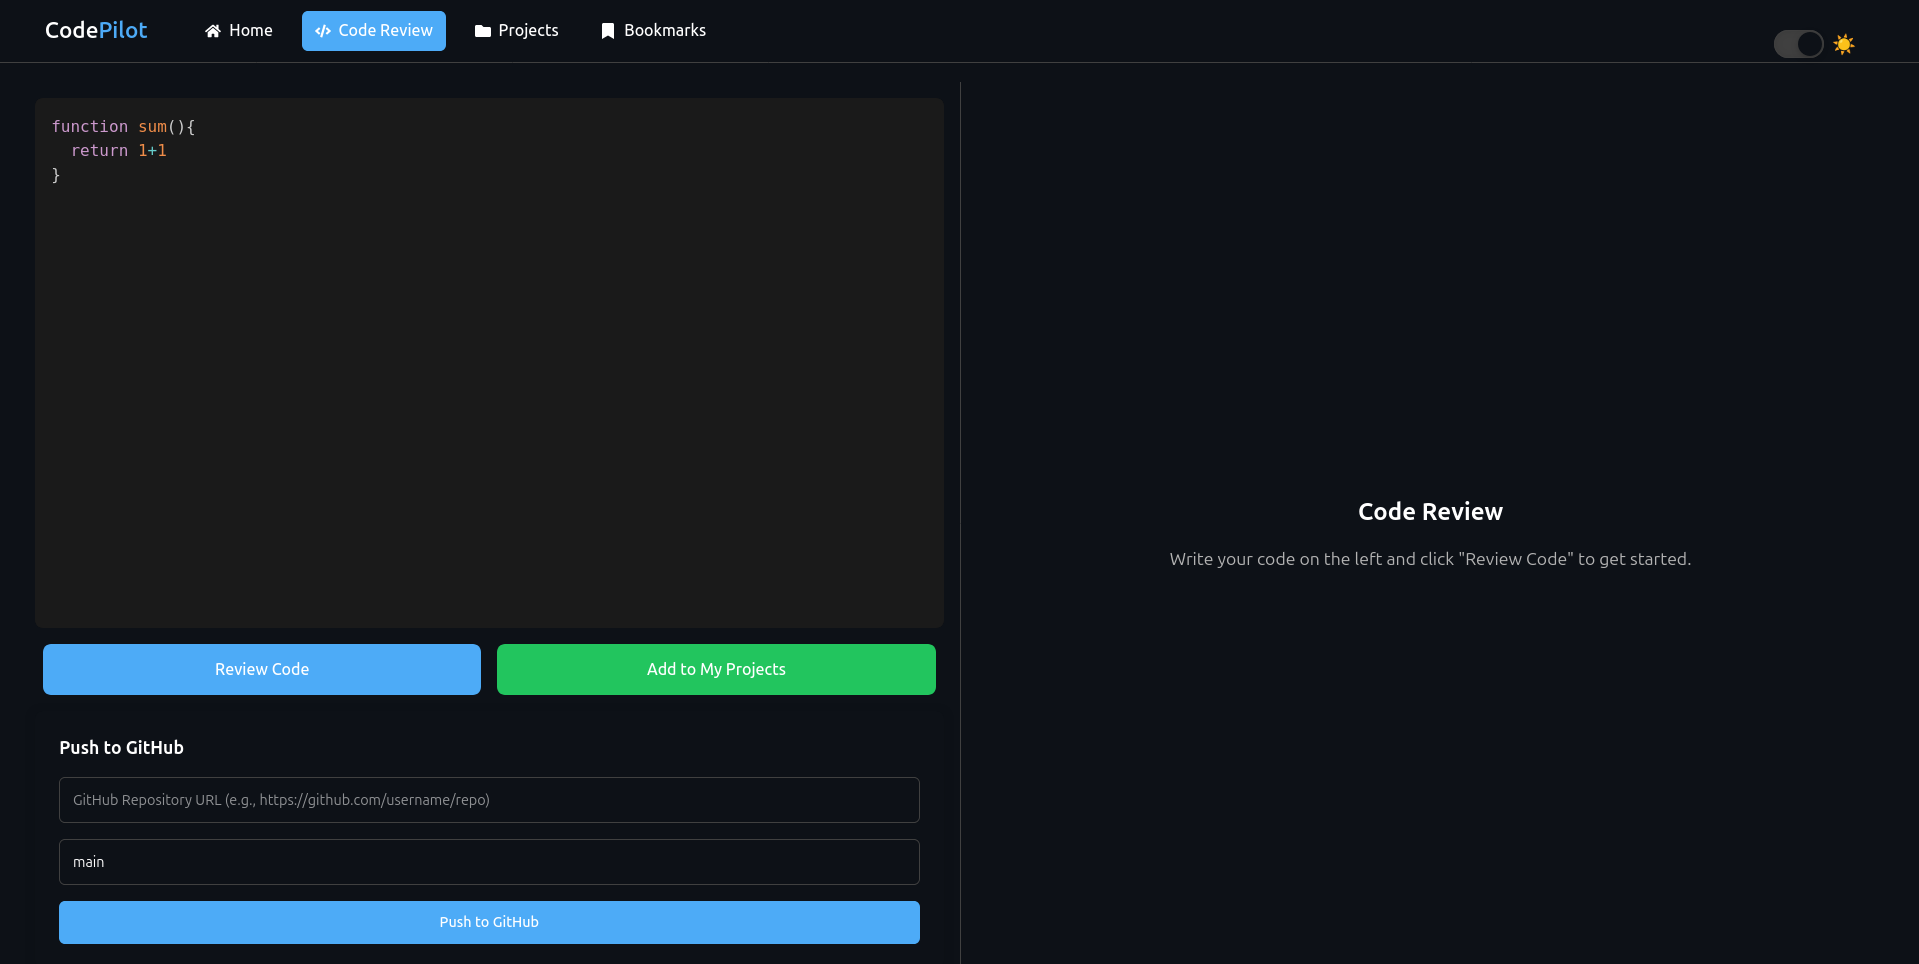 CodePilot
Home
Code Review
Projects
Bookmarks
function sum(){
  return 1+1
}
Review Code
Add to My Projects
Push to GitHub
GitHub Repository URL (e.g., https://github.com/username/repo)
main
Push to GitHub
Code Review
Write your code on the left and click "Review Code" to get started.